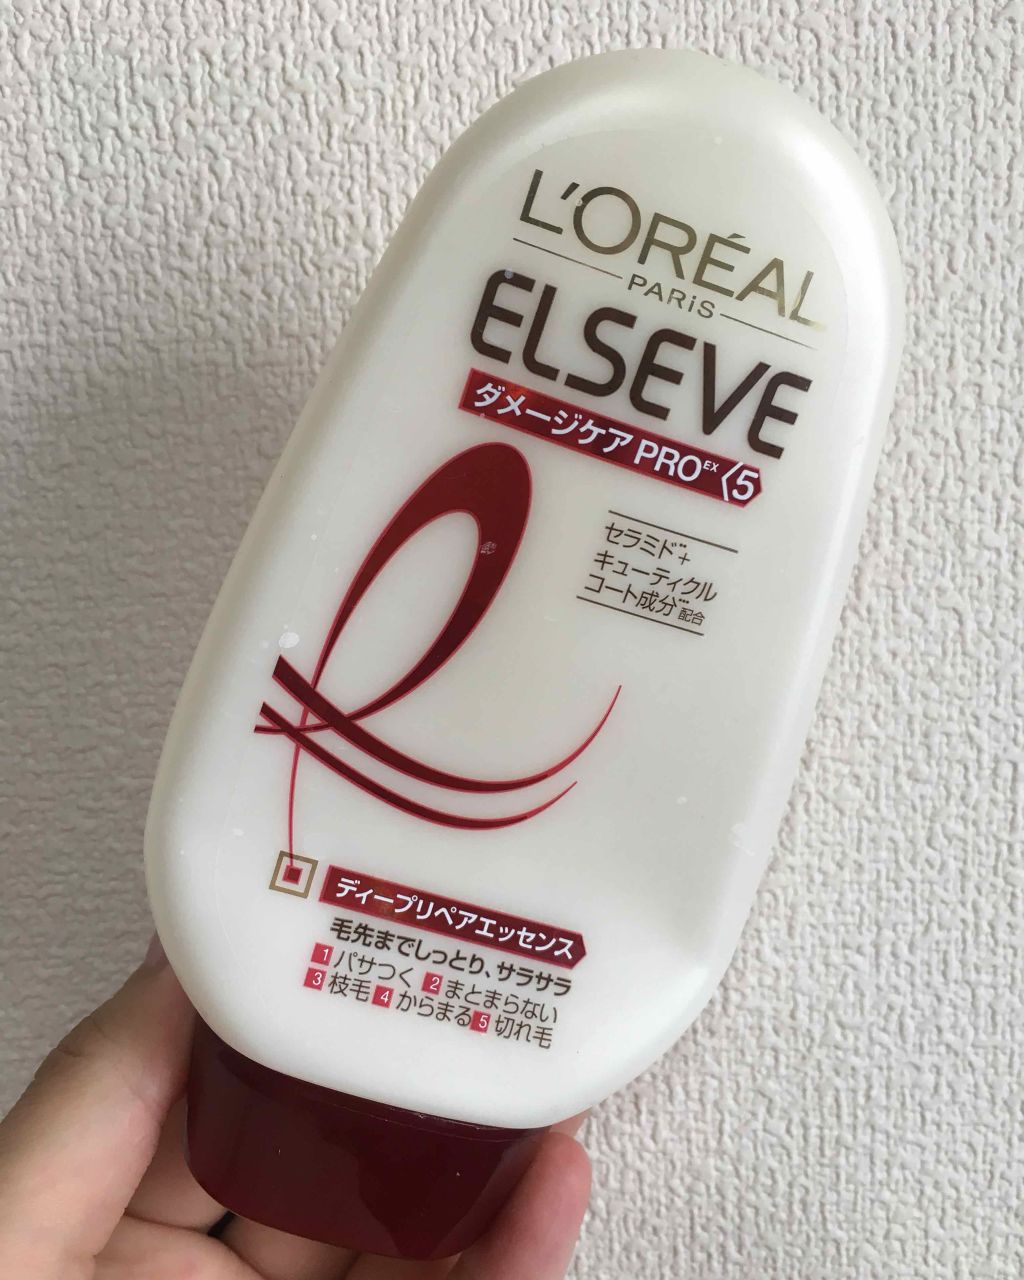 L'ORÉAL
PARiS
ELSEVE
ダメージケア PRO EX 5
セラミド**+
キューティクル
コート成分*** 配合
ディープリペアエッセンス
毛先までしっとり、サラサラ
1 パサつく 2 まとまらない
3 枝毛 4 からまる 5 切れ毛